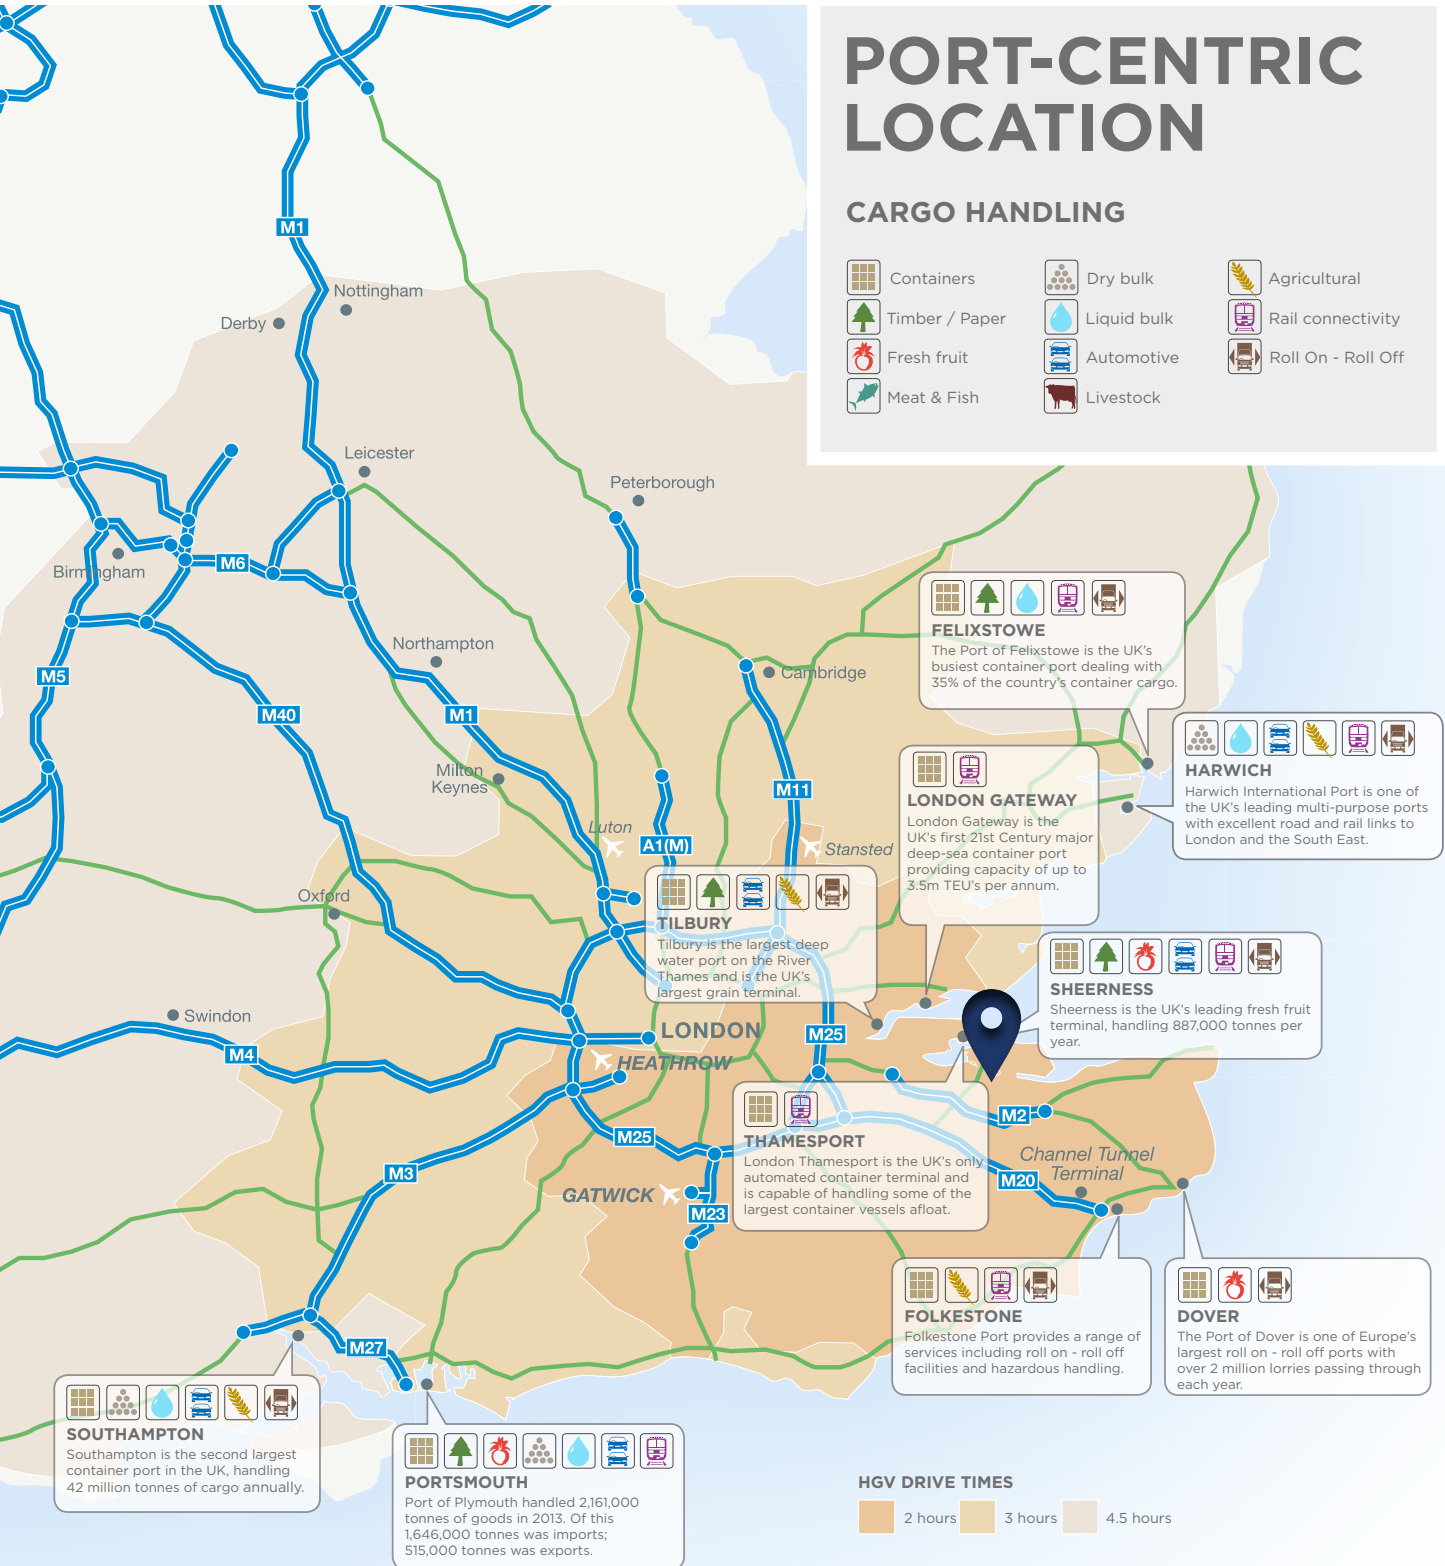 PORT-CENTRIC
LOCATION
CARGO HANDLING
Containers
Timber / Paper
Fresh fruit
Meat & Fish
Dry bulk
Liquid bulk
Automotive
Livestock
Agricultural
Rail connectivity
Roll On - Roll Off
M1
Nottingham
Derby
Leicester
Peterborough
Birmingham
M6
Northampton
M5
M40
M1
Cambridge
Milton
Keynes
M11
Luton
A1(M)
Stansted
Oxford
Swindon
LONDON
M25
M4
HEATHROW
M25
M2
M3
Channel Tunnel
Terminal
M20
GATWICK
M23
M27
FELIXSTOWE
The Port of Felixstowe is the UK's
busiest container port dealing with
35% of the country's container cargo.
HARWICH
Harwich International Port is one of
the UK's leading multi-purpose ports
with excellent road and rail links to
London and the South East.
LONDON GATEWAY
London Gateway is the
UK's first 21st Century major
deep-sea container port
providing capacity of up to
3.5m TEU's per annum.
TILBURY
Tilbury is the largest deep
water port on the River
Thames and is the UK's
largest grain terminal.
SHEERNESS
Sheerness is the UK's leading fresh fruit
terminal, handling 887,000 tonnes per
year.
THAMESPORT
London Thamesport is the UK's only
automated container terminal and
is capable of handling some of the
largest container vessels afloat.
FOLKESTONE
Folkestone Port provides a range of
services including roll on - roll off
facilities and hazardous handling.
DOVER
The Port of Dover is one of Europe's
largest roll on - roll off ports with
over 2 million lorries passing through
each year.
SOUTHAMPTON
Southampton is the second largest
container port in the UK, handling
42 million tonnes of cargo annually.
PORTSMOUTH
Port of Plymouth handled 2,161,000
tonnes of goods in 2013. Of this
1,646,000 tonnes was imports;
515,000 tonnes was exports.
HGV DRIVE TIMES
2 hours
3 hours
4.5 hours